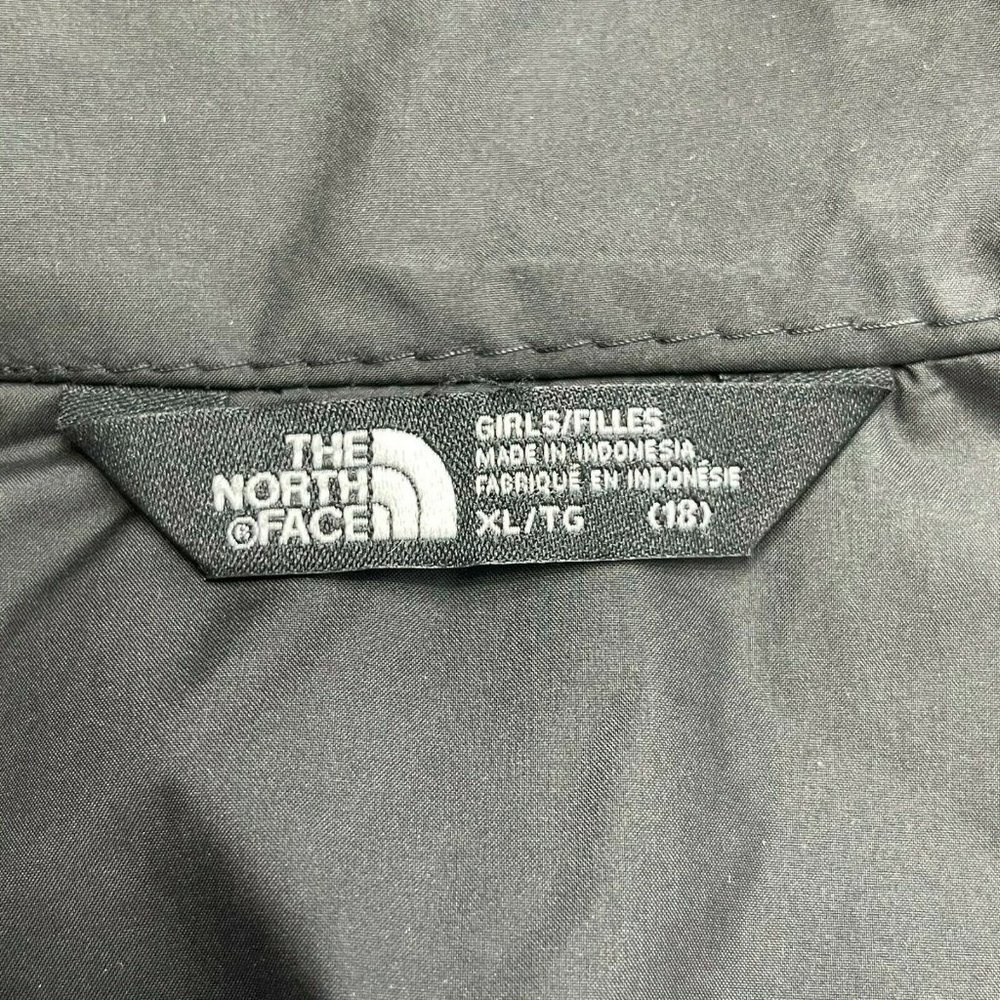 THE
NORTH
FACE
GIRLS/FILLES
MADE IN INDONESIA
FABRIQUÉ EN INDONÉSIE
XL/TG (18)